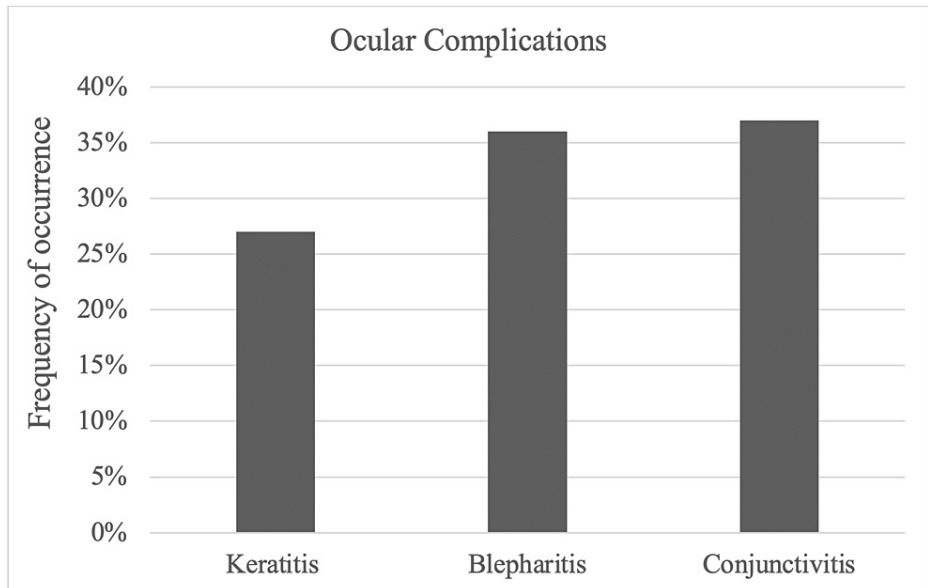 Ocular Complications
Frequency of occurrence
40%
35%
30%
25%
20%
15%
10%
5%
0%
Keratitis
Blepharitis
Conjunctivitis